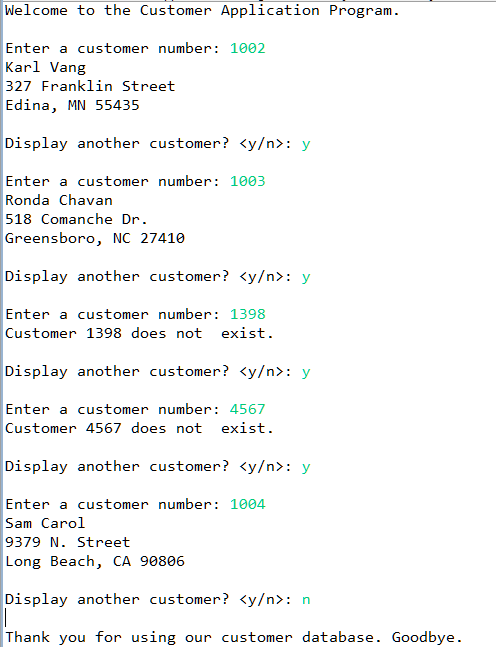 Welcome to the Customer Application Program.
Enter a customer number: 1002
Karl Vang
327 Franklin Street
Edina, MN 55435
Display another customer? <y/n>: y
Enter a customer number: 1003
Ronda Chavan
518 Comanche Dr.
Greensboro, NC 27410
Display another customer? <y/n>: y
Enter a customer number: 1398
Customer 1398 does not  exist.
Display another customer? <y/n>: y
Enter a customer number: 4567
Customer 4567 does not  exist.
Display another customer? <y/n>: y
Enter a customer number: 1004
Sam Carol
9379 N. Street
Long Beach, CA 90806
Display another customer? <y/n>: n
Thank you for using our customer database. Goodbye.